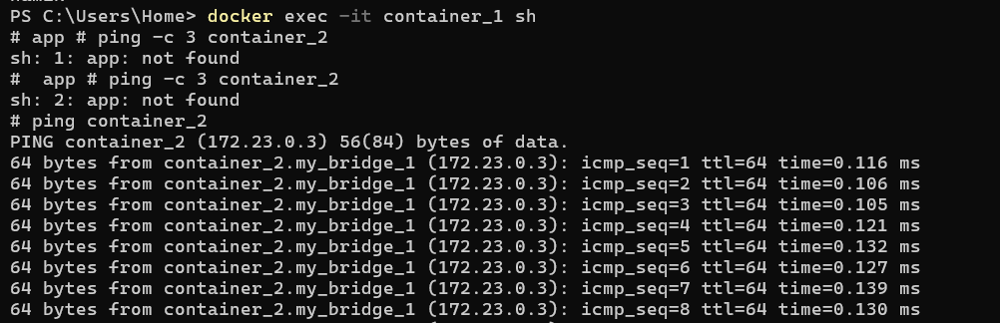 PS C:\Users\Home> docker exec -it container_1 sh
# app # ping -c 3 container_2
sh: 1: app: not found
#  app # ping -c 3 container_2
sh: 2: app: not found
# ping container_2
PING container_2 (172.23.0.3) 56(84) bytes of data.
64 bytes from container_2.my_bridge_1 (172.23.0.3): icmp_seq=1 ttl=64 time=0.116 ms
64 bytes from container_2.my_bridge_1 (172.23.0.3): icmp_seq=2 ttl=64 time=0.106 ms
64 bytes from container_2.my_bridge_1 (172.23.0.3): icmp_seq=3 ttl=64 time=0.105 ms
64 bytes from container_2.my_bridge_1 (172.23.0.3): icmp_seq=4 ttl=64 time=0.121 ms
64 bytes from container_2.my_bridge_1 (172.23.0.3): icmp_seq=5 ttl=64 time=0.132 ms
64 bytes from container_2.my_bridge_1 (172.23.0.3): icmp_seq=6 ttl=64 time=0.127 ms
64 bytes from container_2.my_bridge_1 (172.23.0.3): icmp_seq=7 ttl=64 time=0.139 ms
64 bytes from container_2.my_bridge_1 (172.23.0.3): icmp_seq=8 ttl=64 time=0.130 ms